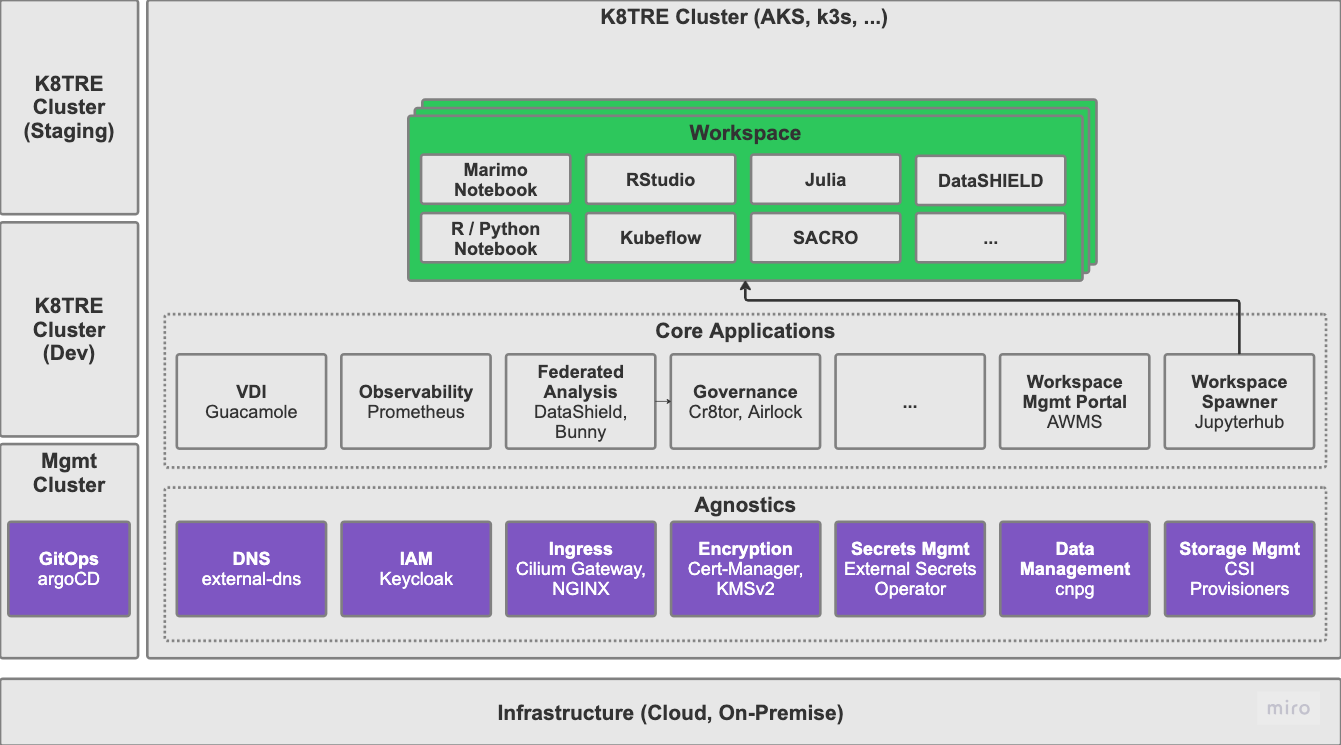 K8TRE
Cluster
(Staging)
K8TRE
Cluster
(Dev)
Mgmt
Cluster
GitOps
argoCD
K8TRE Cluster (AKS, k3s, ...)
Workspace
Marimo
Notebook
RStudio
Julia
DataSHIELD
R / Python
Notebook
Kubeflow
SACRO
...
Core Applications
VDI
Guacamole
Observability
Prometheus
Federated
Analysis
DataShield,
Bunny
Governance
Cr8tor, Airlock
...
Workspace
Mgmt Portal
AWMS
Workspace
Spawner
Jupyterhub
Agnostics
DNS
external-dns
IAM
Keycloak
Ingress
Cilium Gateway,
NGINX
Encryption
Cert-Manager,
KMSv2
Secrets Mgmt
External Secrets
Operator
Data
Management
cnpg
Storage Mgmt
CSI
Provisioners
Infrastructure (Cloud, On-Premise)
miro